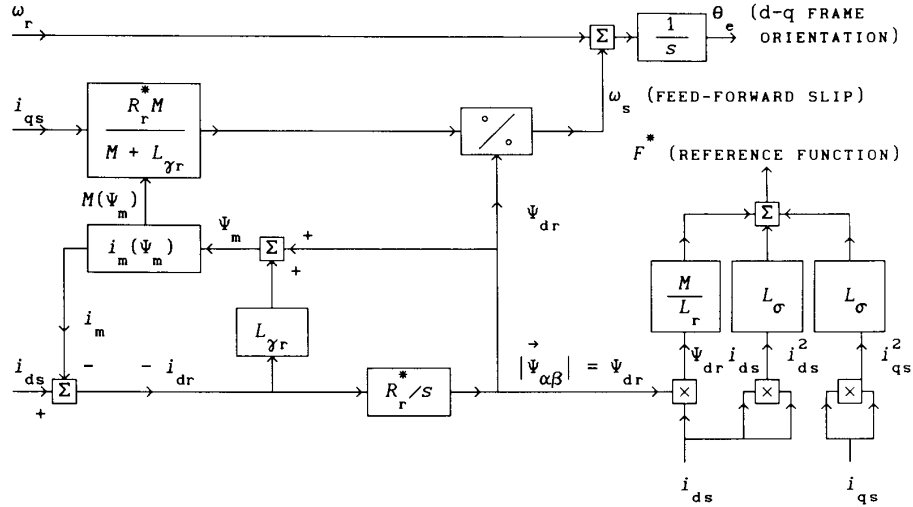 ω_r
θ_e (d-q FRAME
ORIENTATION)
Σ
1/s
i_qs
R_r^* M
M + L_γr
°/°
ω_s (FEED-FORWARD SLIP)
F^* (REFERENCE FUNCTION)
M(Ψ_m)
Ψ_m
Ψ_dr
i_m(Ψ_m)
Σ
+
+
Σ
M/L_r
L_σ
L_σ
i_m
L_γr
i_ds
+
Σ
−
− i_dr
R_r^*/s
|Ψ⃗_αβ| = Ψ_dr
Ψ_dr
i_ds
i_ds^2
i_qs^2
×
×
×
i_ds
i_qs